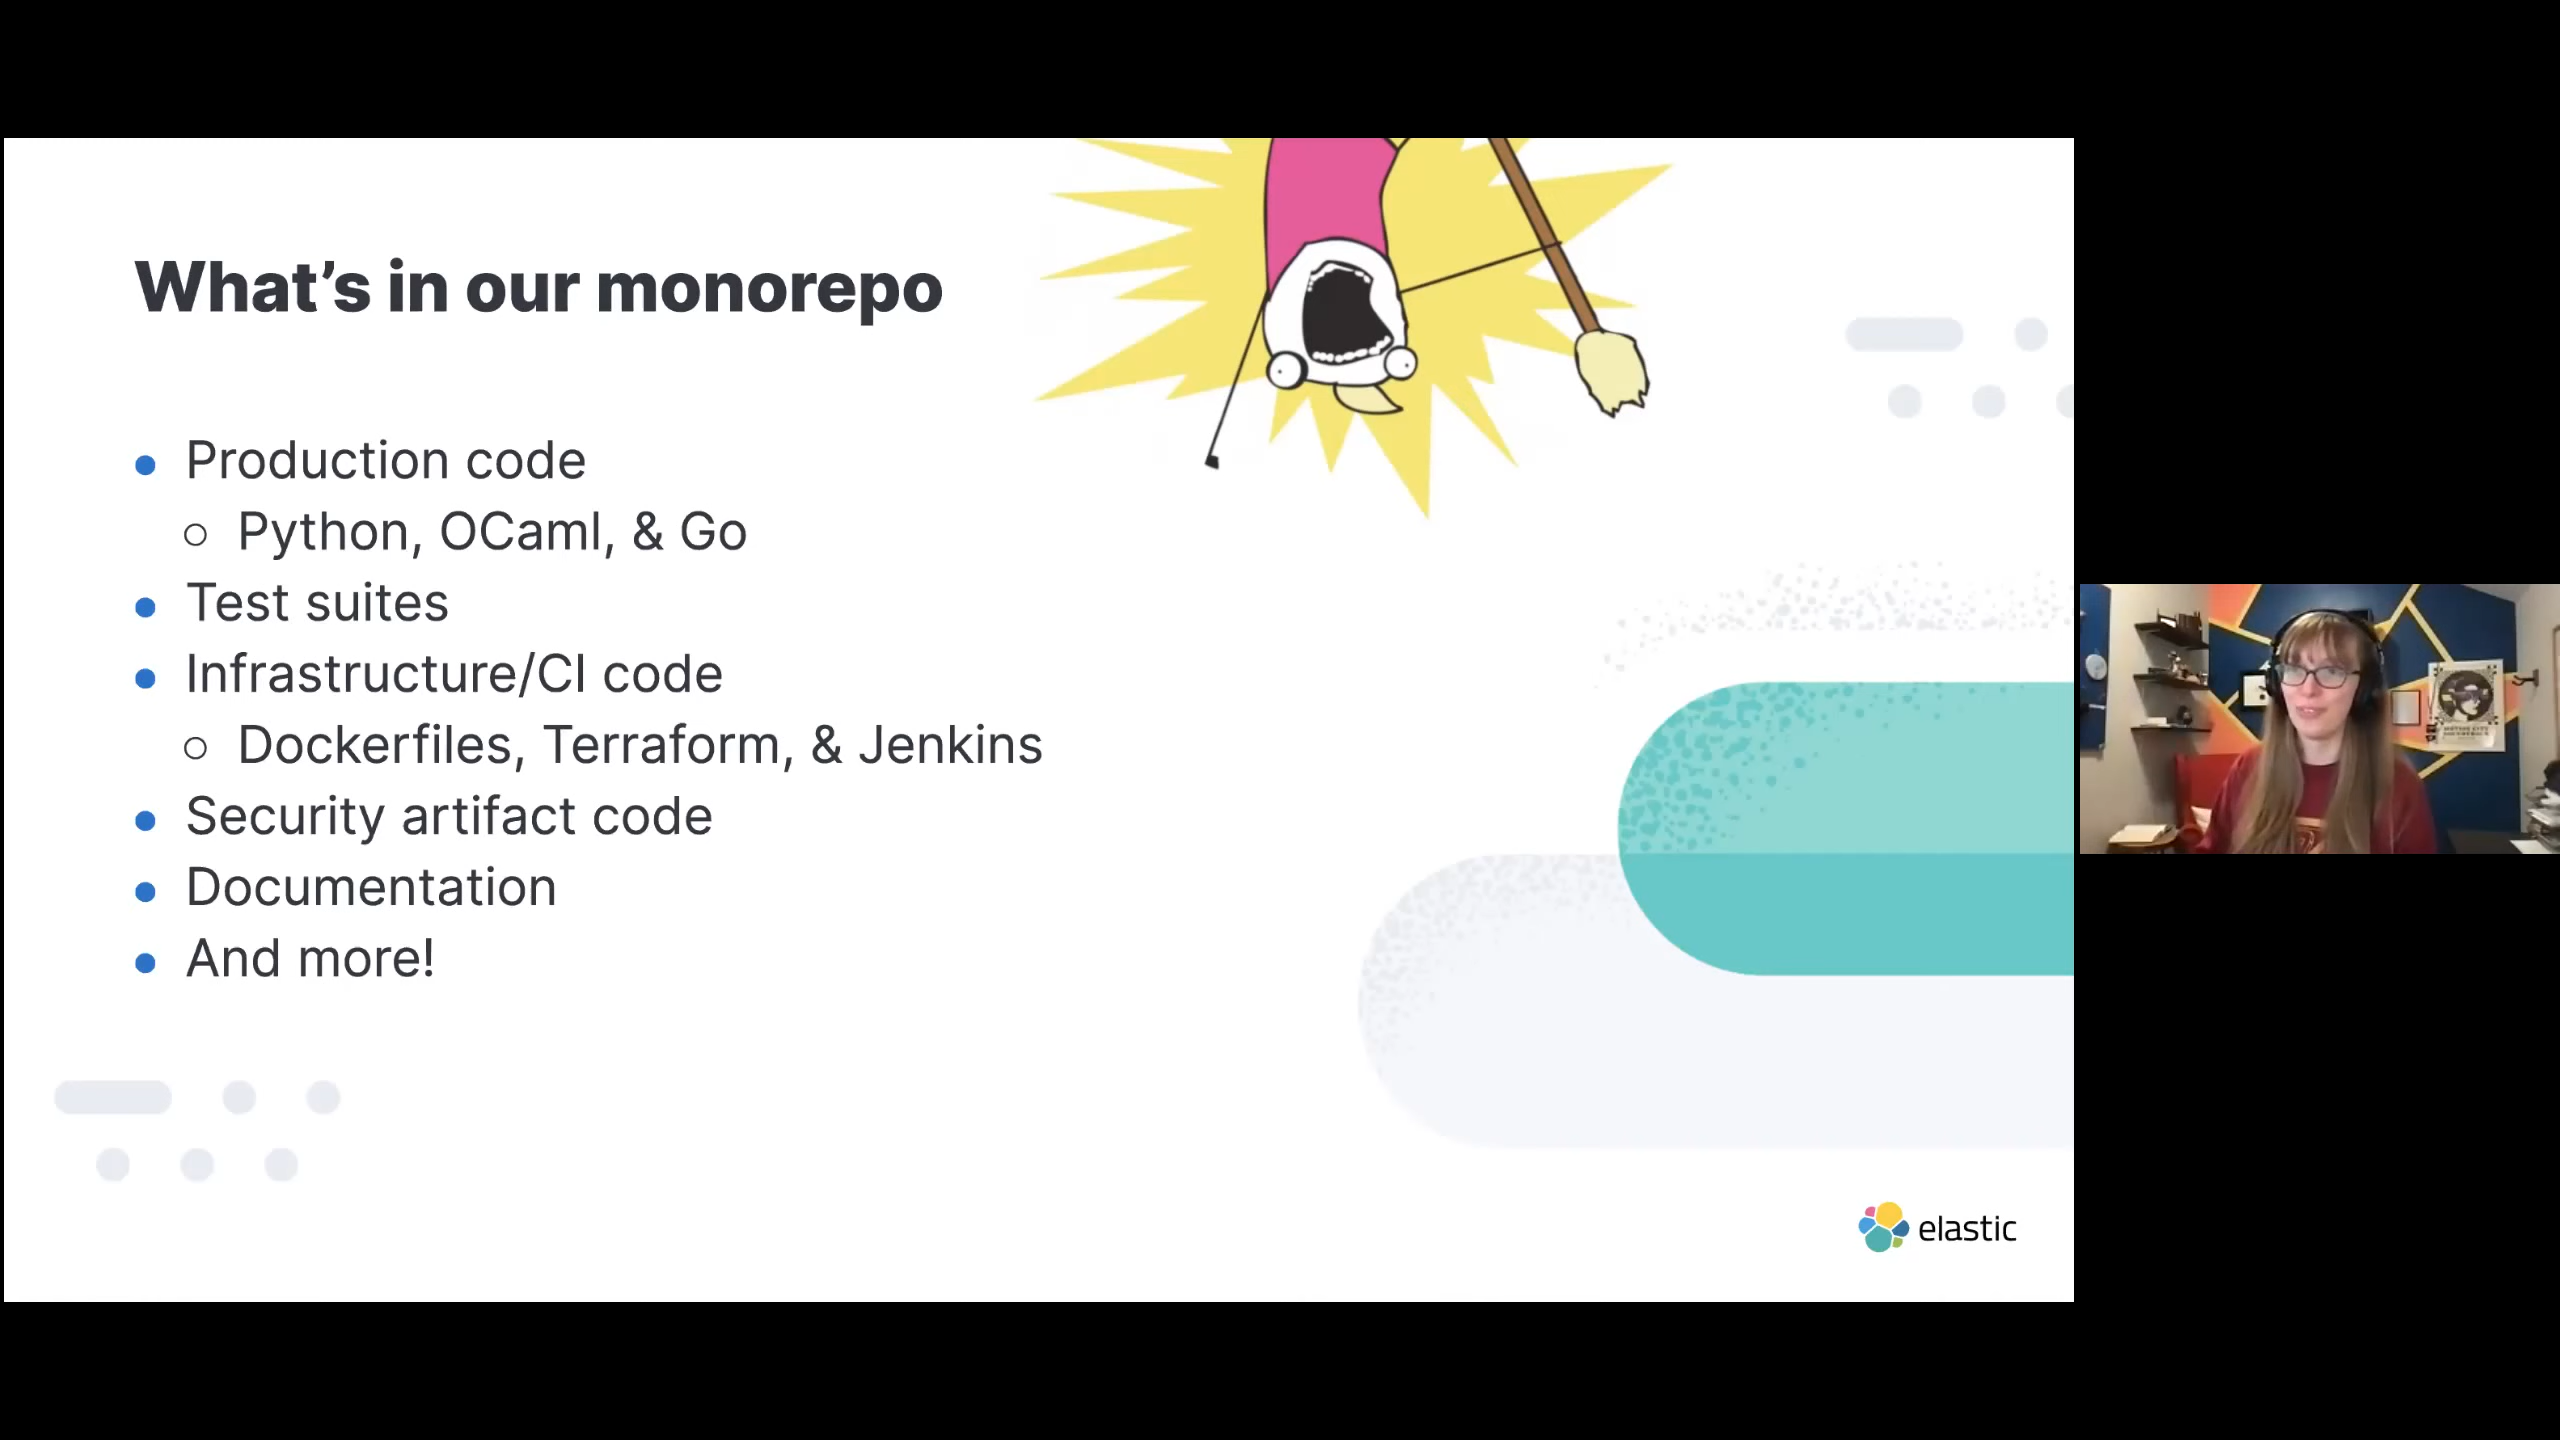 What’s in our monorepo
Production code
Python, OCaml, & Go
Test suites
Infrastructure/CI code
Dockerfiles, Terraform, & Jenkins
Security artifact code
Documentation
And more!
elastic